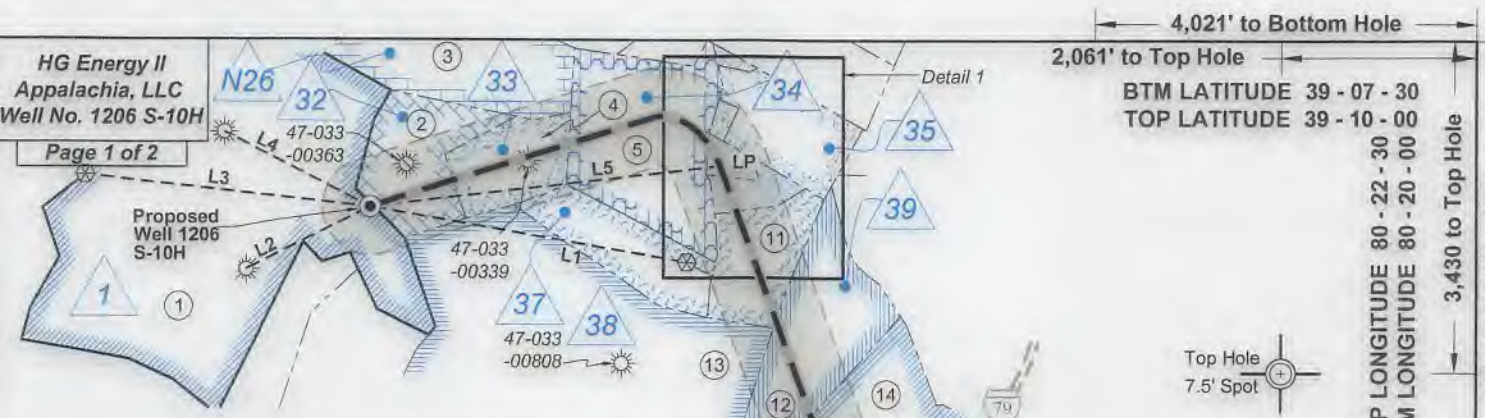 4,021' to Bottom Hole
2,061' to Top Hole
HG Energy II
Appalachia, LLC
Well No. 1206 S-10H
Page 1 of 2
BTM LATITUDE 39 - 07 - 30
TOP LATITUDE 39 - 10 - 00
Detail 1
N26
32
3
33
34
35
47-033
-00363
2
4
5
L4
L3
L5
LP
Proposed
Well 1206
S-10H
L2
L1
47-033
-00339
39
11
1
1
37
38
47-033
-00808
13
12
14
79
Top Hole
7.5' Spot
P LONGITUDE 80 - 22 - 30
M LONGITUDE 80 - 20 - 00
3,430 to Top Hole